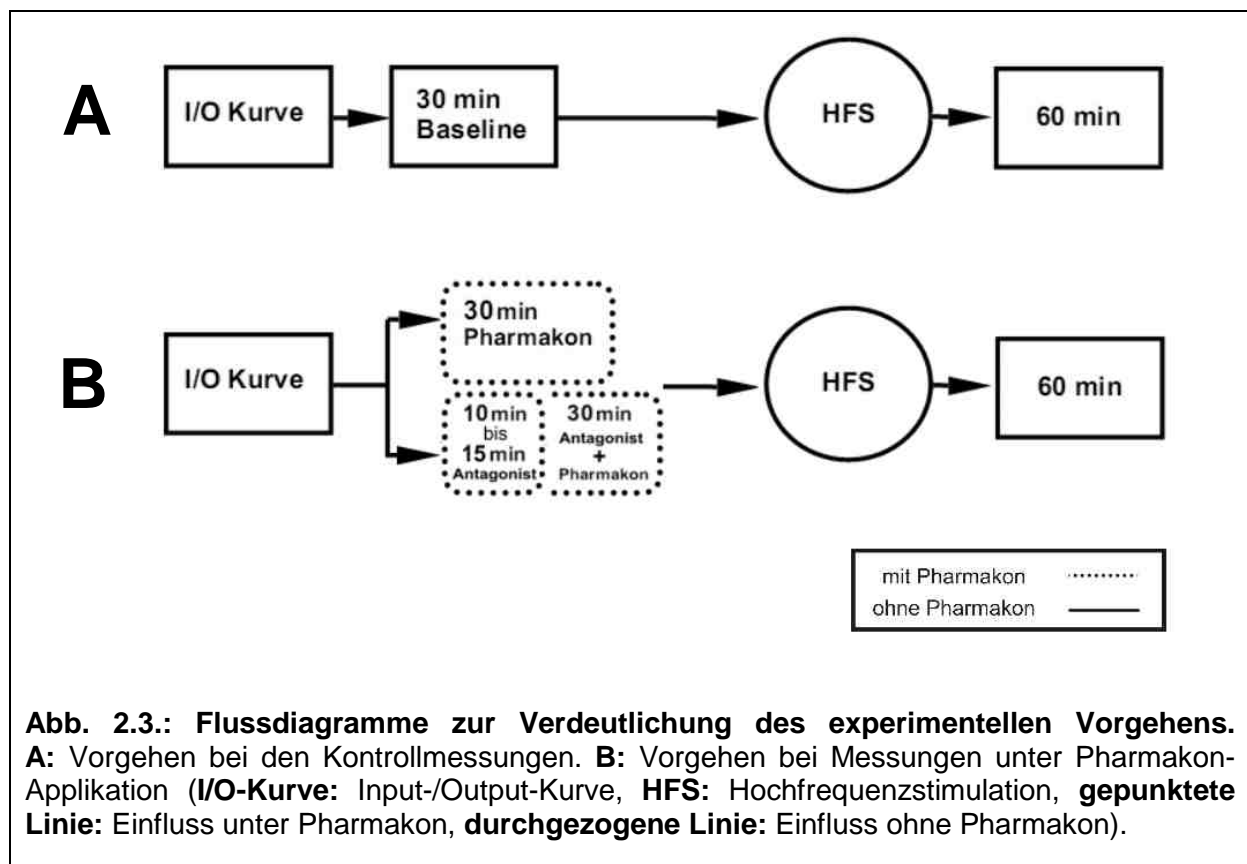 A
I/O Kurve
30 min
Baseline
HFS
60 min
B
I/O Kurve
30 min
Pharmakon
10 min
bis
15 min
Antagonist
30 min
Antagonist
+
Pharmakon
HFS
60 min
mit Pharmakon
ohne Pharmakon
Abb. 2.3.: Flussdiagramme zur Verdeutlichung des experimentellen Vorgehens.
A: Vorgehen bei den Kontrollmessungen. B: Vorgehen bei Messungen unter Pharmakon-
Applikation (I/O-Kurve: Input-/Output-Kurve, HFS: Hochfrequenzstimulation, gepunktete
Linie: Einfluss unter Pharmakon, durchgezogene Linie: Einfluss ohne Pharmakon).